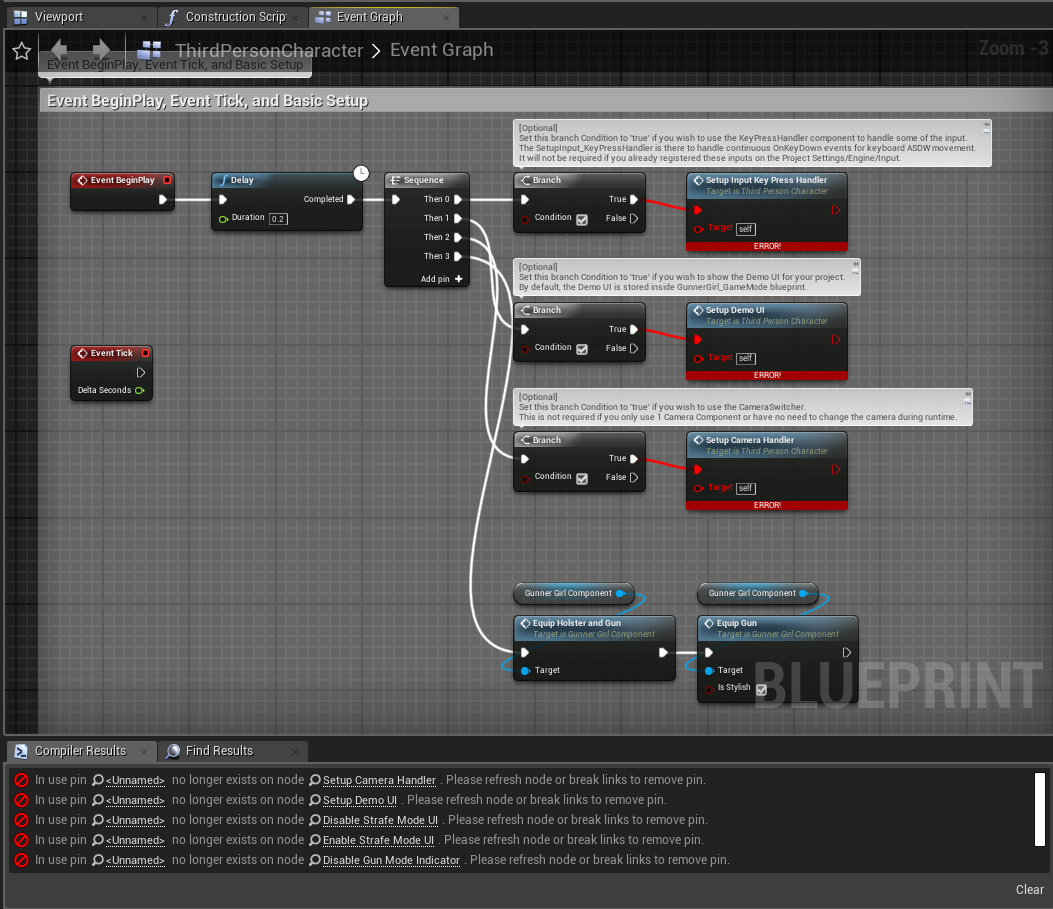 Viewport
Construction Scrip
Event Graph
ThirdPersonCharacter > Event Graph
Zoom -3
Event BeginPlay, Event Tick, and Basic Setup
Event BeginPlay, Event Tick, and Basic Setup
[Optional]
Set this branch Condition to 'true' if you wish to use the KeyPressHandler component to handle some of the input.
The SetupInput_KeyPressHandler is there to handle continuous OnKeyDown events for keyboard ASDW movement.
It will not be required if you already registered these inputs on the Project Settings/Engine/Input.
Event BeginPlay
Delay
Completed
Duration 0.2
Sequence
Then 0
Then 1
Then 2
Then 3
Add pin +
Branch
True
Condition
False
Setup Input Key Press Handler
Target is Third Person Character
Target self
ERROR!
[Optional]
Set this branch Condition to 'true' if you wish to show the Demo UI for your project.
By default, the Demo UI is stored inside GunnerGirl_GameMode blueprint.
Branch
True
Condition
False
Setup Demo UI
Target is Third Person Character
Target self
ERROR!
Event Tick
Delta Seconds
[Optional]
Set this branch Condition to 'true' if you wish to use the CameraSwitcher.
This is not required if you only use 1 Camera Component or have no need to change the camera during runtime.
Branch
True
Condition
False
Setup Camera Handler
Target is Third Person Character
Target self
ERROR!
Gunner Girl Component
Gunner Girl Component
Equip Holster and Gun
Target is Gunner Girl Component
Target
Equip Gun
Target is Gunner Girl Component
Target
Is Stylish
BLUEPRINT
Compiler Results
Find Results
In use pin <Unnamed> no longer exists on node Setup Camera Handler . Please refresh node or break links to remove pin.
In use pin <Unnamed> no longer exists on node Setup Demo UI . Please refresh node or break links to remove pin.
In use pin <Unnamed> no longer exists on node Disable Strafe Mode UI . Please refresh node or break links to remove pin.
In use pin <Unnamed> no longer exists on node Enable Strafe Mode UI . Please refresh node or break links to remove pin.
In use pin <Unnamed> no longer exists on node Disable Gun Mode Indicator . Please refresh node or break links to remove pin.
Clear